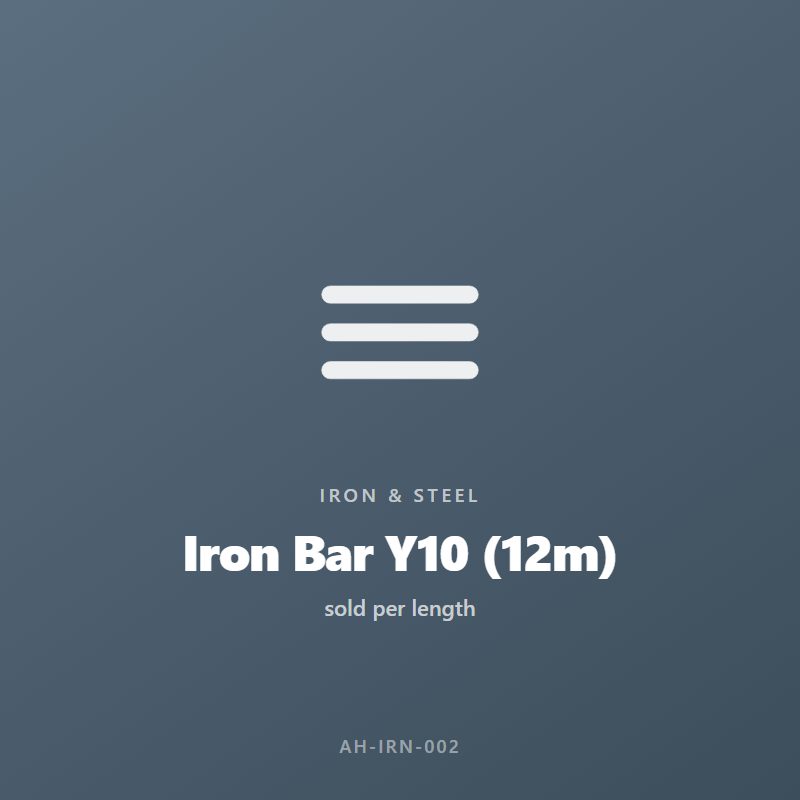 IRON & STEEL
Iron Bar Y10 (12m)
sold per length
AH-IRN-002